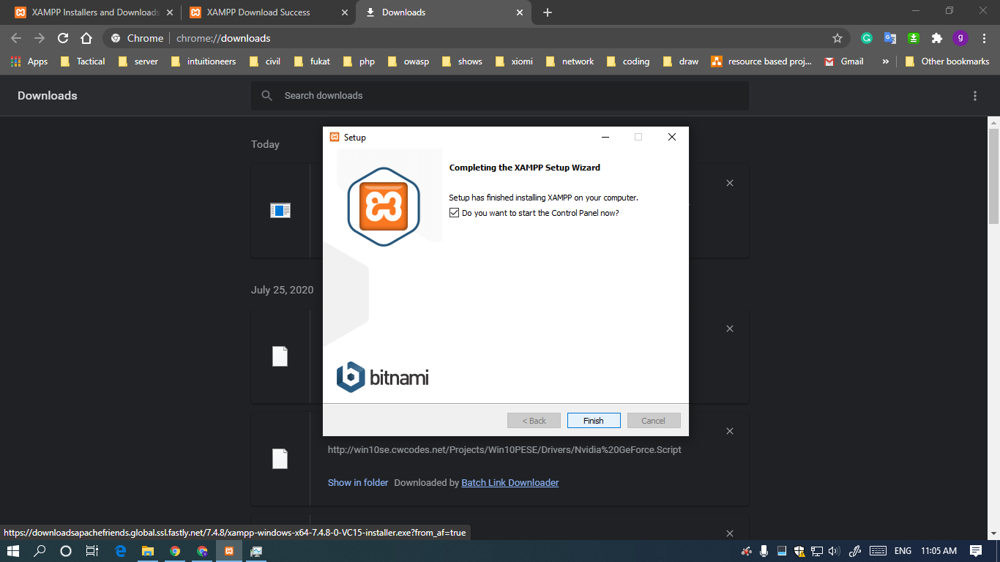 XAMPP Installers and Downloads
XAMPP Download Success
Downloads
Chrome
chrome://downloads
g
Apps
Tactical
server
intuitioneers
civil
fukat
php
owasp
shows
xiomi
network
coding
draw
resource based proj...
Gmail
»
Other bookmarks
Downloads
Search downloads
Today
Setup
Completing the XAMPP Setup Wizard
Setup has finished installing XAMPP on your computer.
Do you want to start the Control Panel now?
July 25, 2020
bitnami
< Back
Finish
Cancel
http://win10se.cwcodes.net/Projects/Win10PESE/Drivers/Nvidia%20GeForce.Script
Show in folder Downloaded by Batch Link Downloader
https://downloadsapachefriends.global.ssl.fastly.net/7.4.8/xampp-windows-x64-7.4.8-0-VC15-installer.exe?from_af=true
ENG
11:05 AM